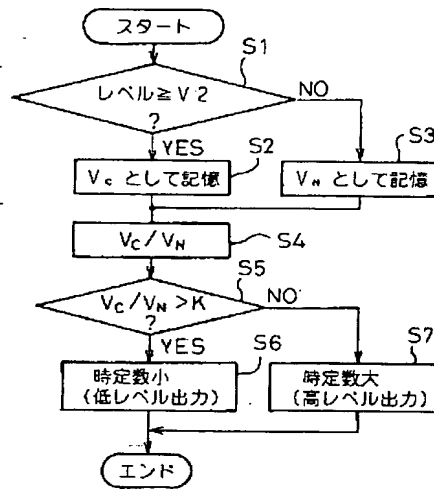 スタート
S1
レベル≧V2
?
NO
YES
S2
S3
Vc として記憶
VN として記憶
VC/VN
S4
S5
VC/VN>K
?
NO
YES
S6
S7
時定数小
(低レベル出力)
時定数大
(高レベル出力)
エンド